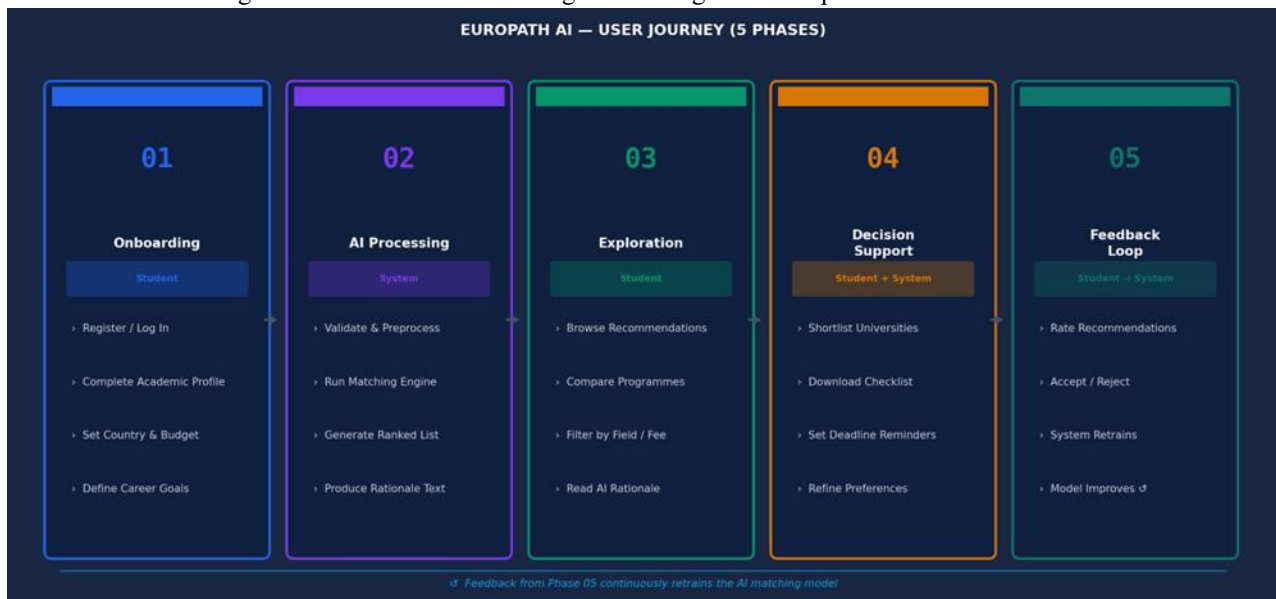 EUROPATH AI — USER JOURNEY (5 PHASES)
01
Onboarding
Student
› Register / Log In
› Complete Academic Profile
› Set Country & Budget
› Define Career Goals
02
AI Processing
System
› Validate & Preprocess
› Run Matching Engine
› Generate Ranked List
› Produce Rationale Text
03
Exploration
Student
› Browse Recommendations
› Compare Programmes
› Filter by Field / Fee
› Read AI Rationale
04
Decision
Support
Student + System
› Shortlist Universities
› Download Checklist
› Set Deadline Reminders
› Refine Preferences
05
Feedback
Loop
Student → System
› Rate Recommendations
› Accept / Reject
› System Retrains
› Model Improves ↺
↺ Feedback from Phase 05 continuously retrains the AI matching model